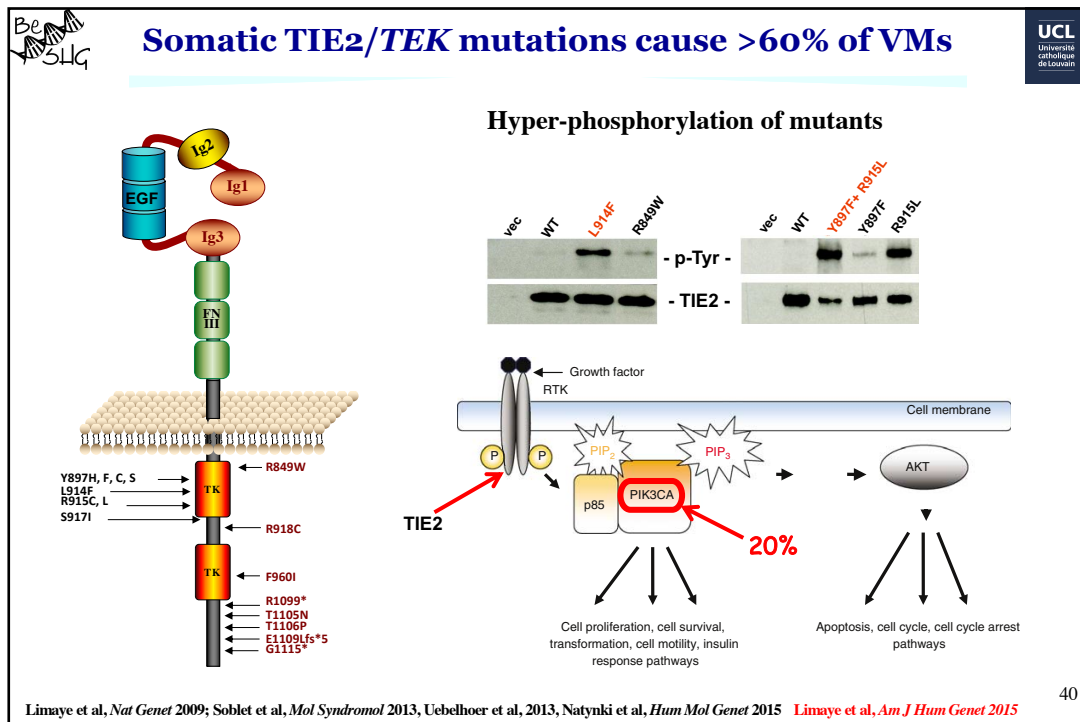 Be
SHG
Somatic TIE2/TEK mutations cause >60% of VMs
UCL
Université
catholique
de Louvain
Hyper-phosphorylation of mutants
Ig2
Ig1
EGF
Ig3
FN
III
TK
TK
Y897H, F, C, S
L914F
R915C, L
S917I
R849W
R918C
F960I
R1099*
T1105N
T1106P
E1109Lfs*5
G1115*
vec
WT
L914F
R849W
- p-Tyr -
- TIE2 -
vec
WT
Y897F+ R915L
Y897F
R915L
Growth factor
RTK
Cell membrane
P
P
PIP2
PIP3
p85
PIK3CA
AKT
TIE2
20%
Cell proliferation, cell survival,
transformation, cell motility, insulin
response pathways
Apoptosis, cell cycle, cell cycle arrest
pathways
40
Limaye et al, Nat Genet 2009; Soblet et al, Mol Syndromol 2013, Uebelhoer et al, 2013, Natynki et al, Hum Mol Genet 2015 Limaye et al, Am J Hum Genet 2015